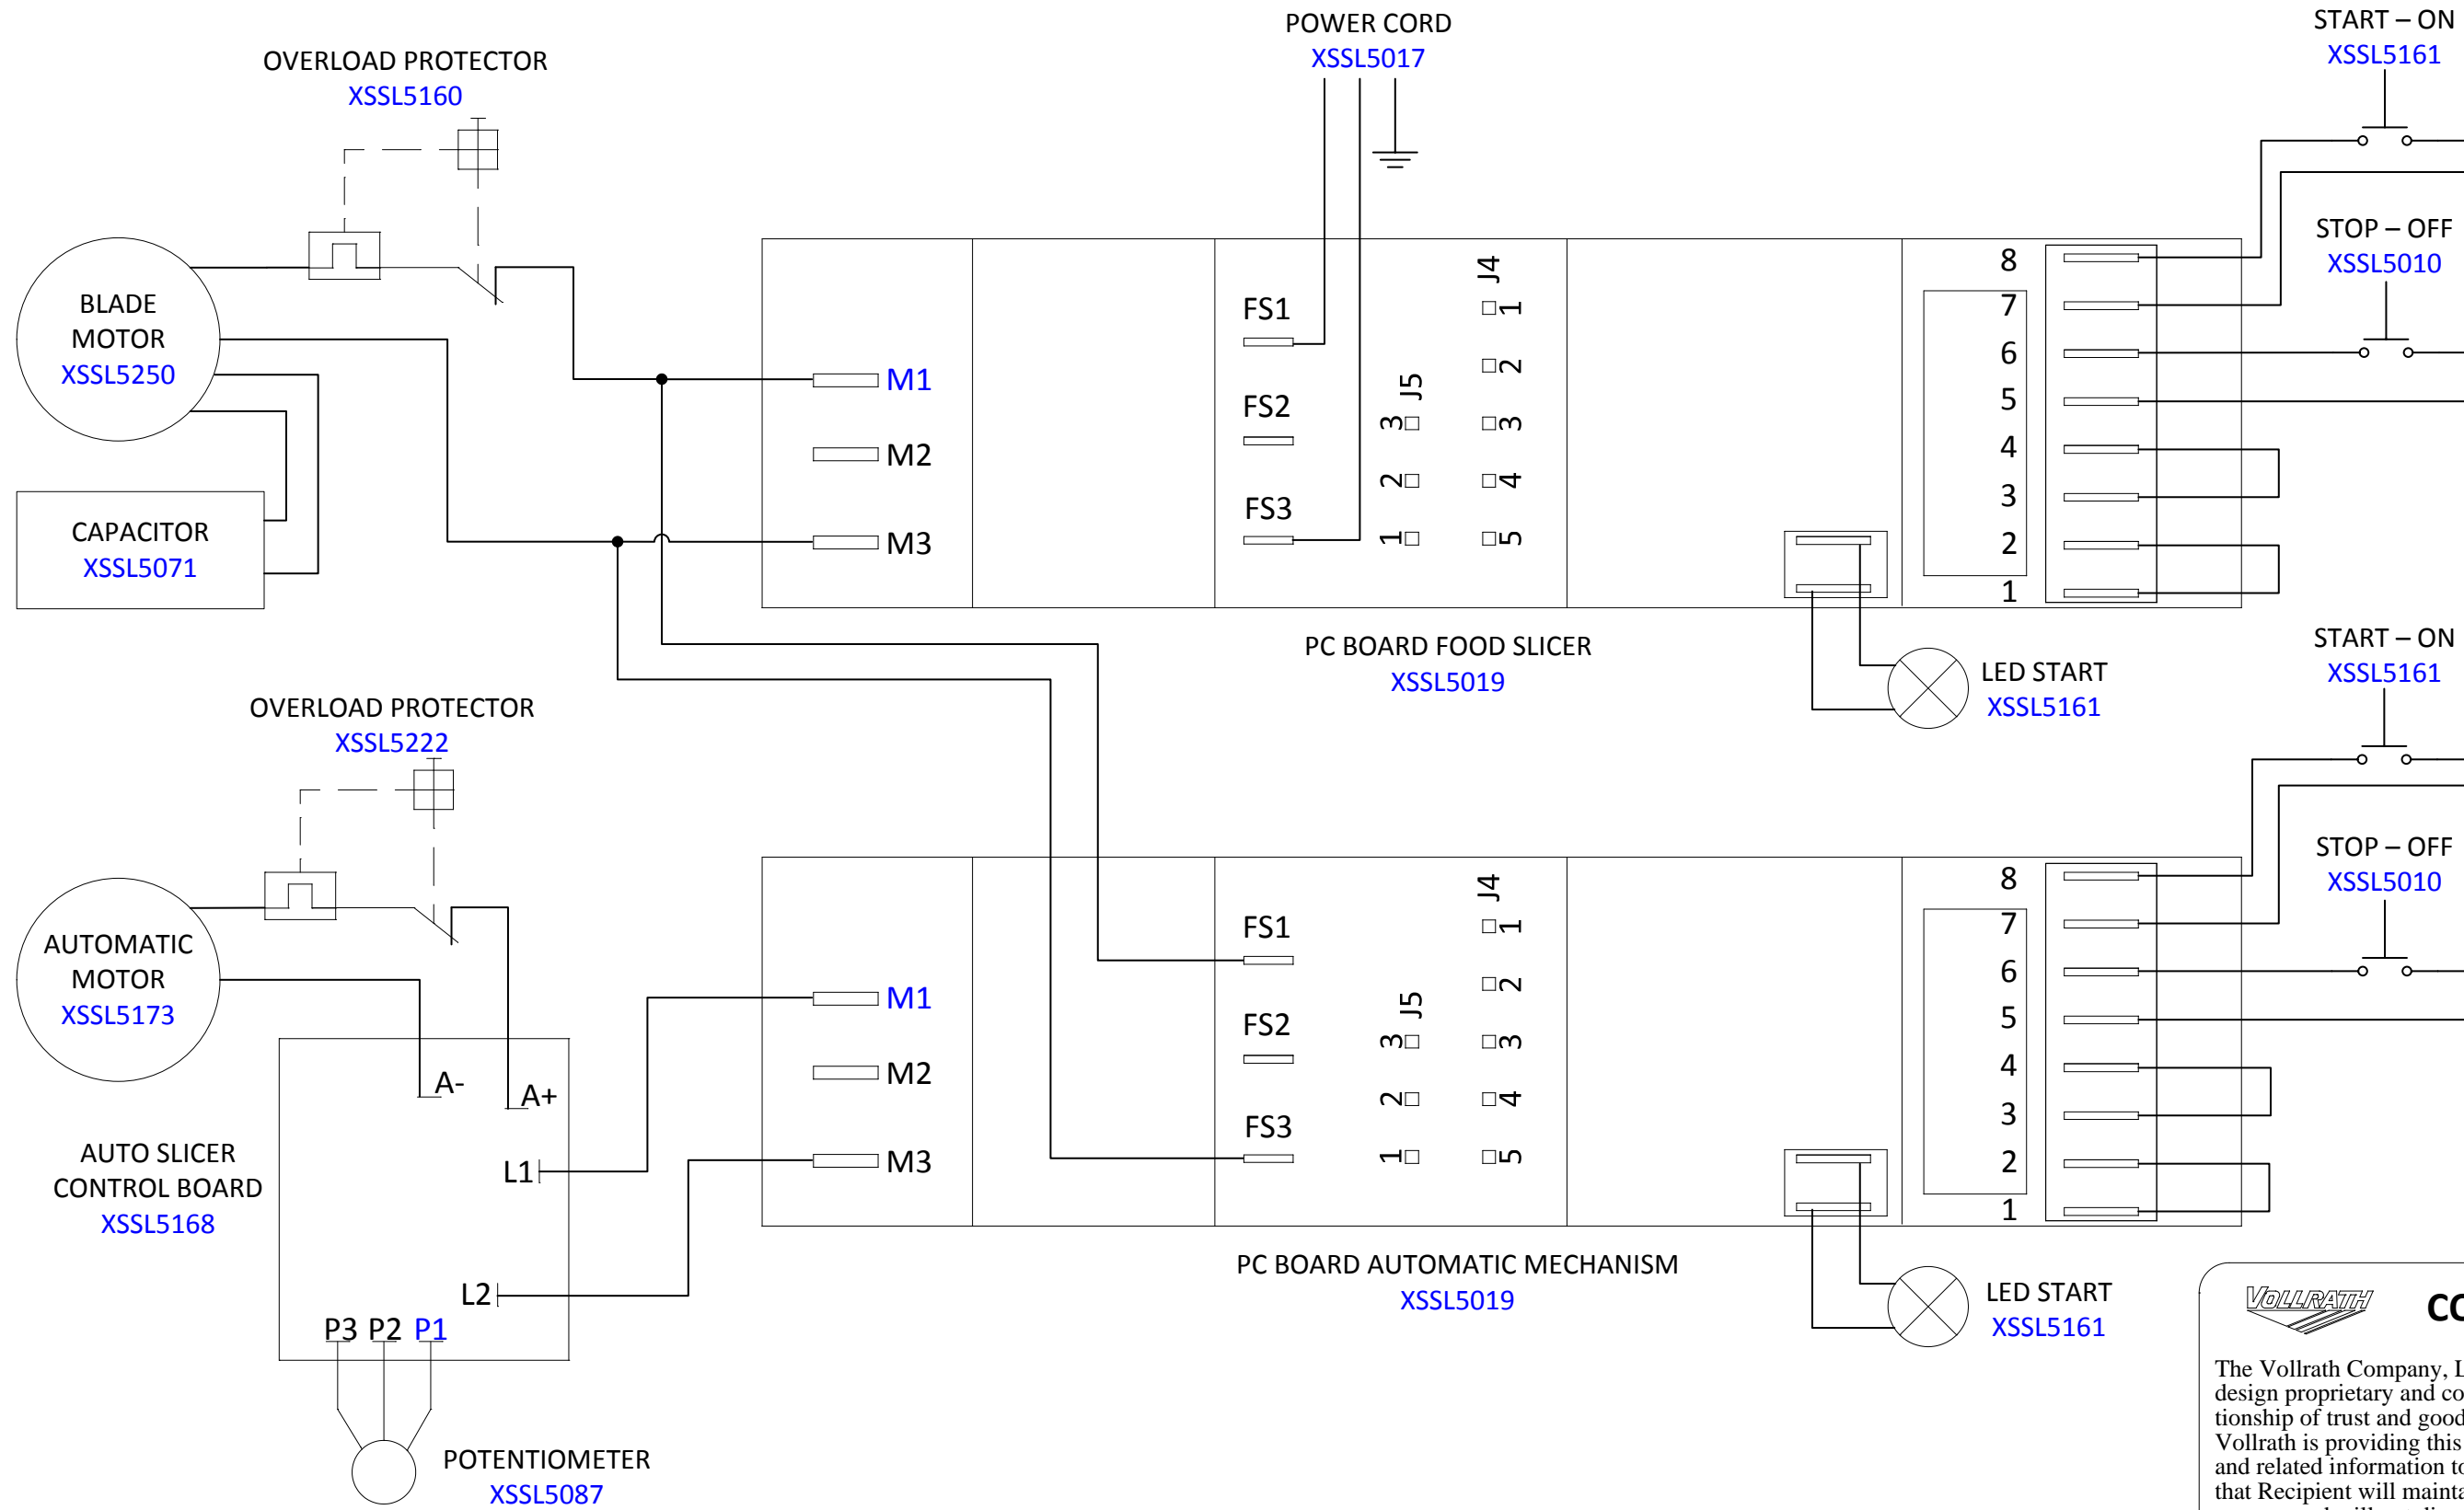 POWER CORD
XSSL5017
START – ON
XSSL5161
OVERLOAD PROTECTOR
XSSL5160
STOP – OFF
XSSL5010
BLADE
MOTOR
XSSL5250
CAPACITOR
XSSL5071
M1
M2
M3
FS1
FS2
FS3
J5
3
2
1
J4
1
2
3
4
5
8
7
6
5
4
3
2
1
PC BOARD FOOD SLICER
XSSL5019
LED START
XSSL5161
START – ON
XSSL5161
OVERLOAD PROTECTOR
XSSL5222
STOP – OFF
XSSL5010
AUTOMATIC
MOTOR
XSSL5173
A-
A+
L1
L2
P3 P2 P1
AUTO SLICER
CONTROL BOARD
XSSL5168
POTENTIOMETER
XSSL5087
M1
M2
M3
FS1
FS2
FS3
J5
3
2
1
J4
1
2
3
4
5
8
7
6
5
4
3
2
1
PC BOARD AUTOMATIC MECHANISM
XSSL5019
LED START
XSSL5161
VOLLRATH
The Vollrath Company,
design proprietary and
tionship of trust and good
Vollrath is providing this
and related information
that Recipient will